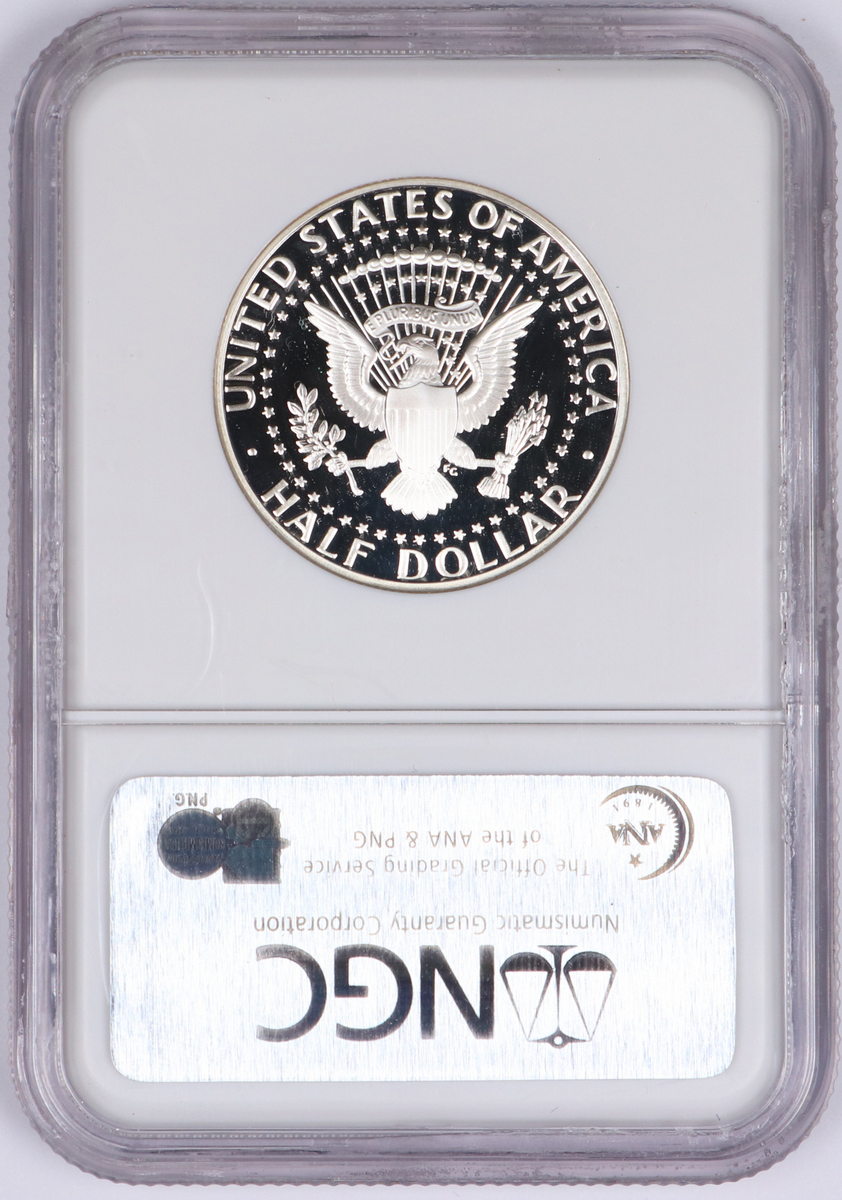 UNITED STATES OF AMERICA
E PLURIBUS UNUM
FG
· HALF DOLLAR ·
NGC
Numismatic Guaranty Corporation
The Official Grading Service
of the ANA & PNG
ANA
1891
PNG